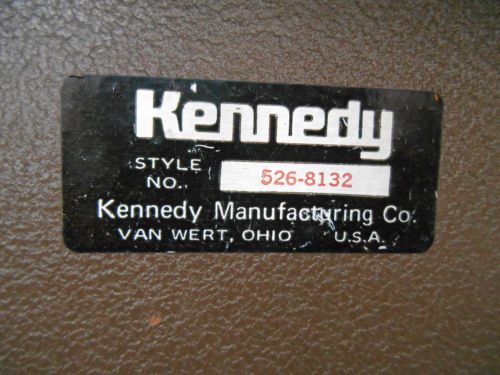 Kennedy
STYLE
NO. 526-8132
Kennedy Manufacturing Co.
VAN WERT, OHIO U.S.A.